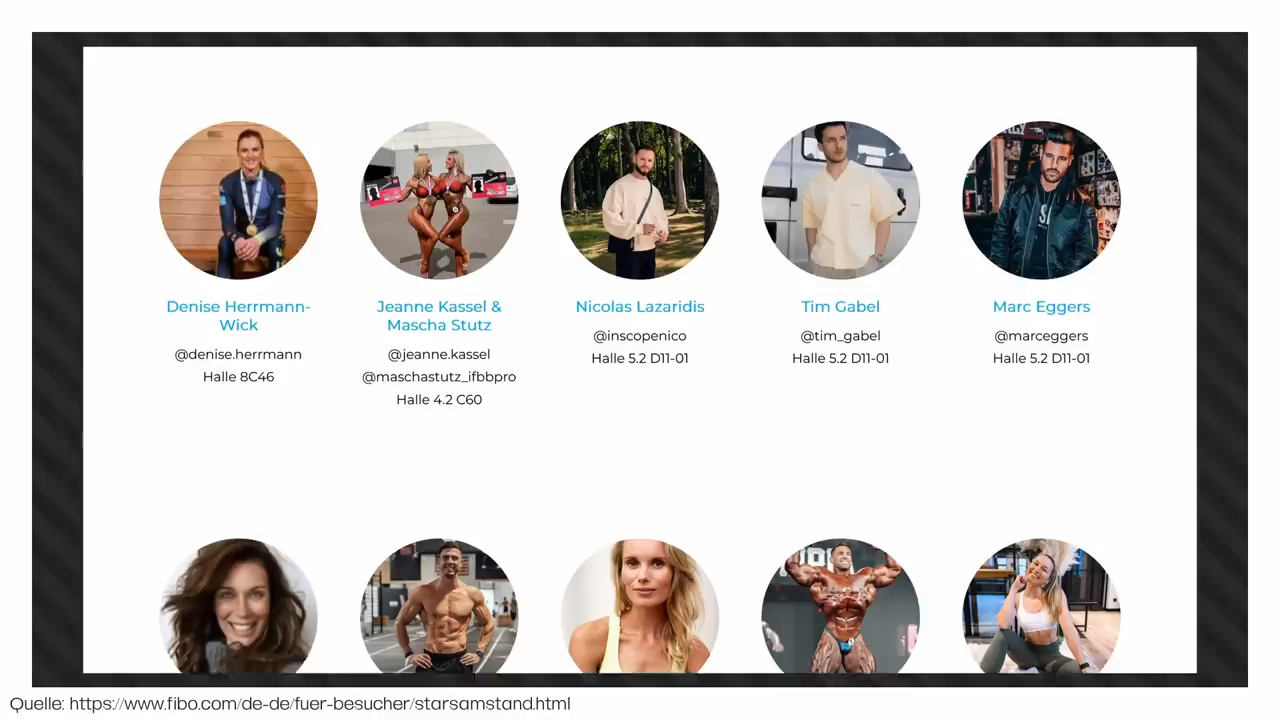 Denise Herrmann-
Wick
@denise.herrmann
Halle 8C46
Jeanne Kassel &
Mascha Stutz
@jeanne.kassel
@maschastutz_ifbbpro
Halle 4.2 C60
Nicolas Lazaridis
@inscopenico
Halle 5.2 D11-01
Tim Gabel
@tim_gabel
Halle 5.2 D11-01
Marc Eggers
@marceggers
Halle 5.2 D11-01
Quelle: https://www.fibo.com/de-de/fuer-besucher/starsamstand.html